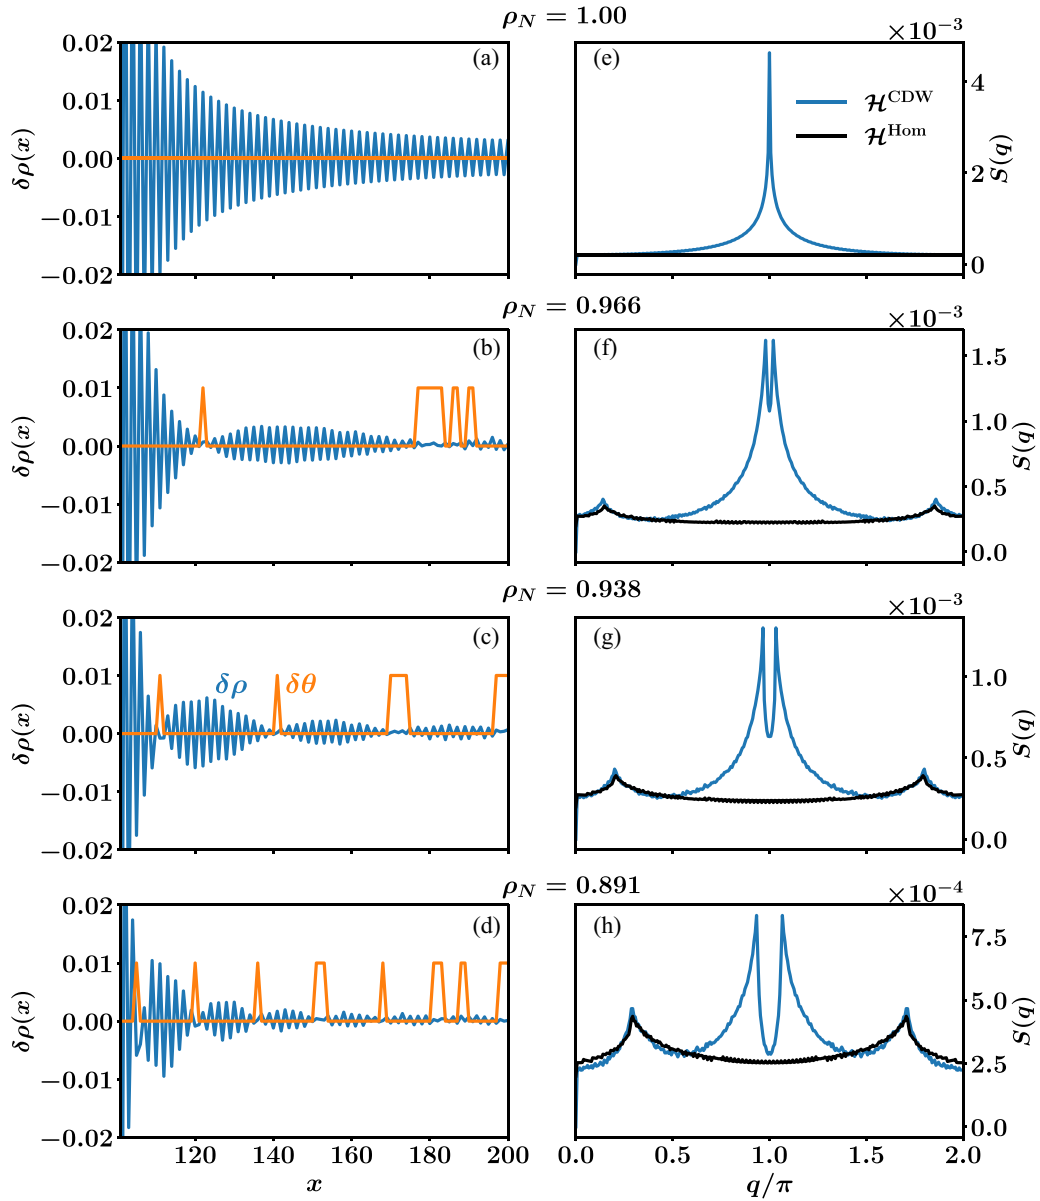 ρ_N = 1.00
×10⁻³
(a)
(e)
0.02
0.01
0.00
−0.01
−0.02
δρ(x)
ℋ^CDW
ℋ^Hom
4
2
0
S(q)
ρ_N = 0.966
×10⁻³
(b)
(f)
0.02
0.01
0.00
−0.01
−0.02
δρ(x)
1.5
1.0
0.5
0.0
S(q)
ρ_N = 0.938
×10⁻³
(c)
(g)
0.02
0.01
0.00
−0.01
−0.02
δρ(x)
δρ δθ
1.0
0.5
0.0
S(q)
ρ_N = 0.891
×10⁻⁴
(d)
(h)
0.02
0.01
0.00
−0.01
−0.02
δρ(x)
7.5
5.0
2.5
0.0
S(q)
120 140 160 180 200
x
0.0 0.5 1.0 1.5 2.0
q/π